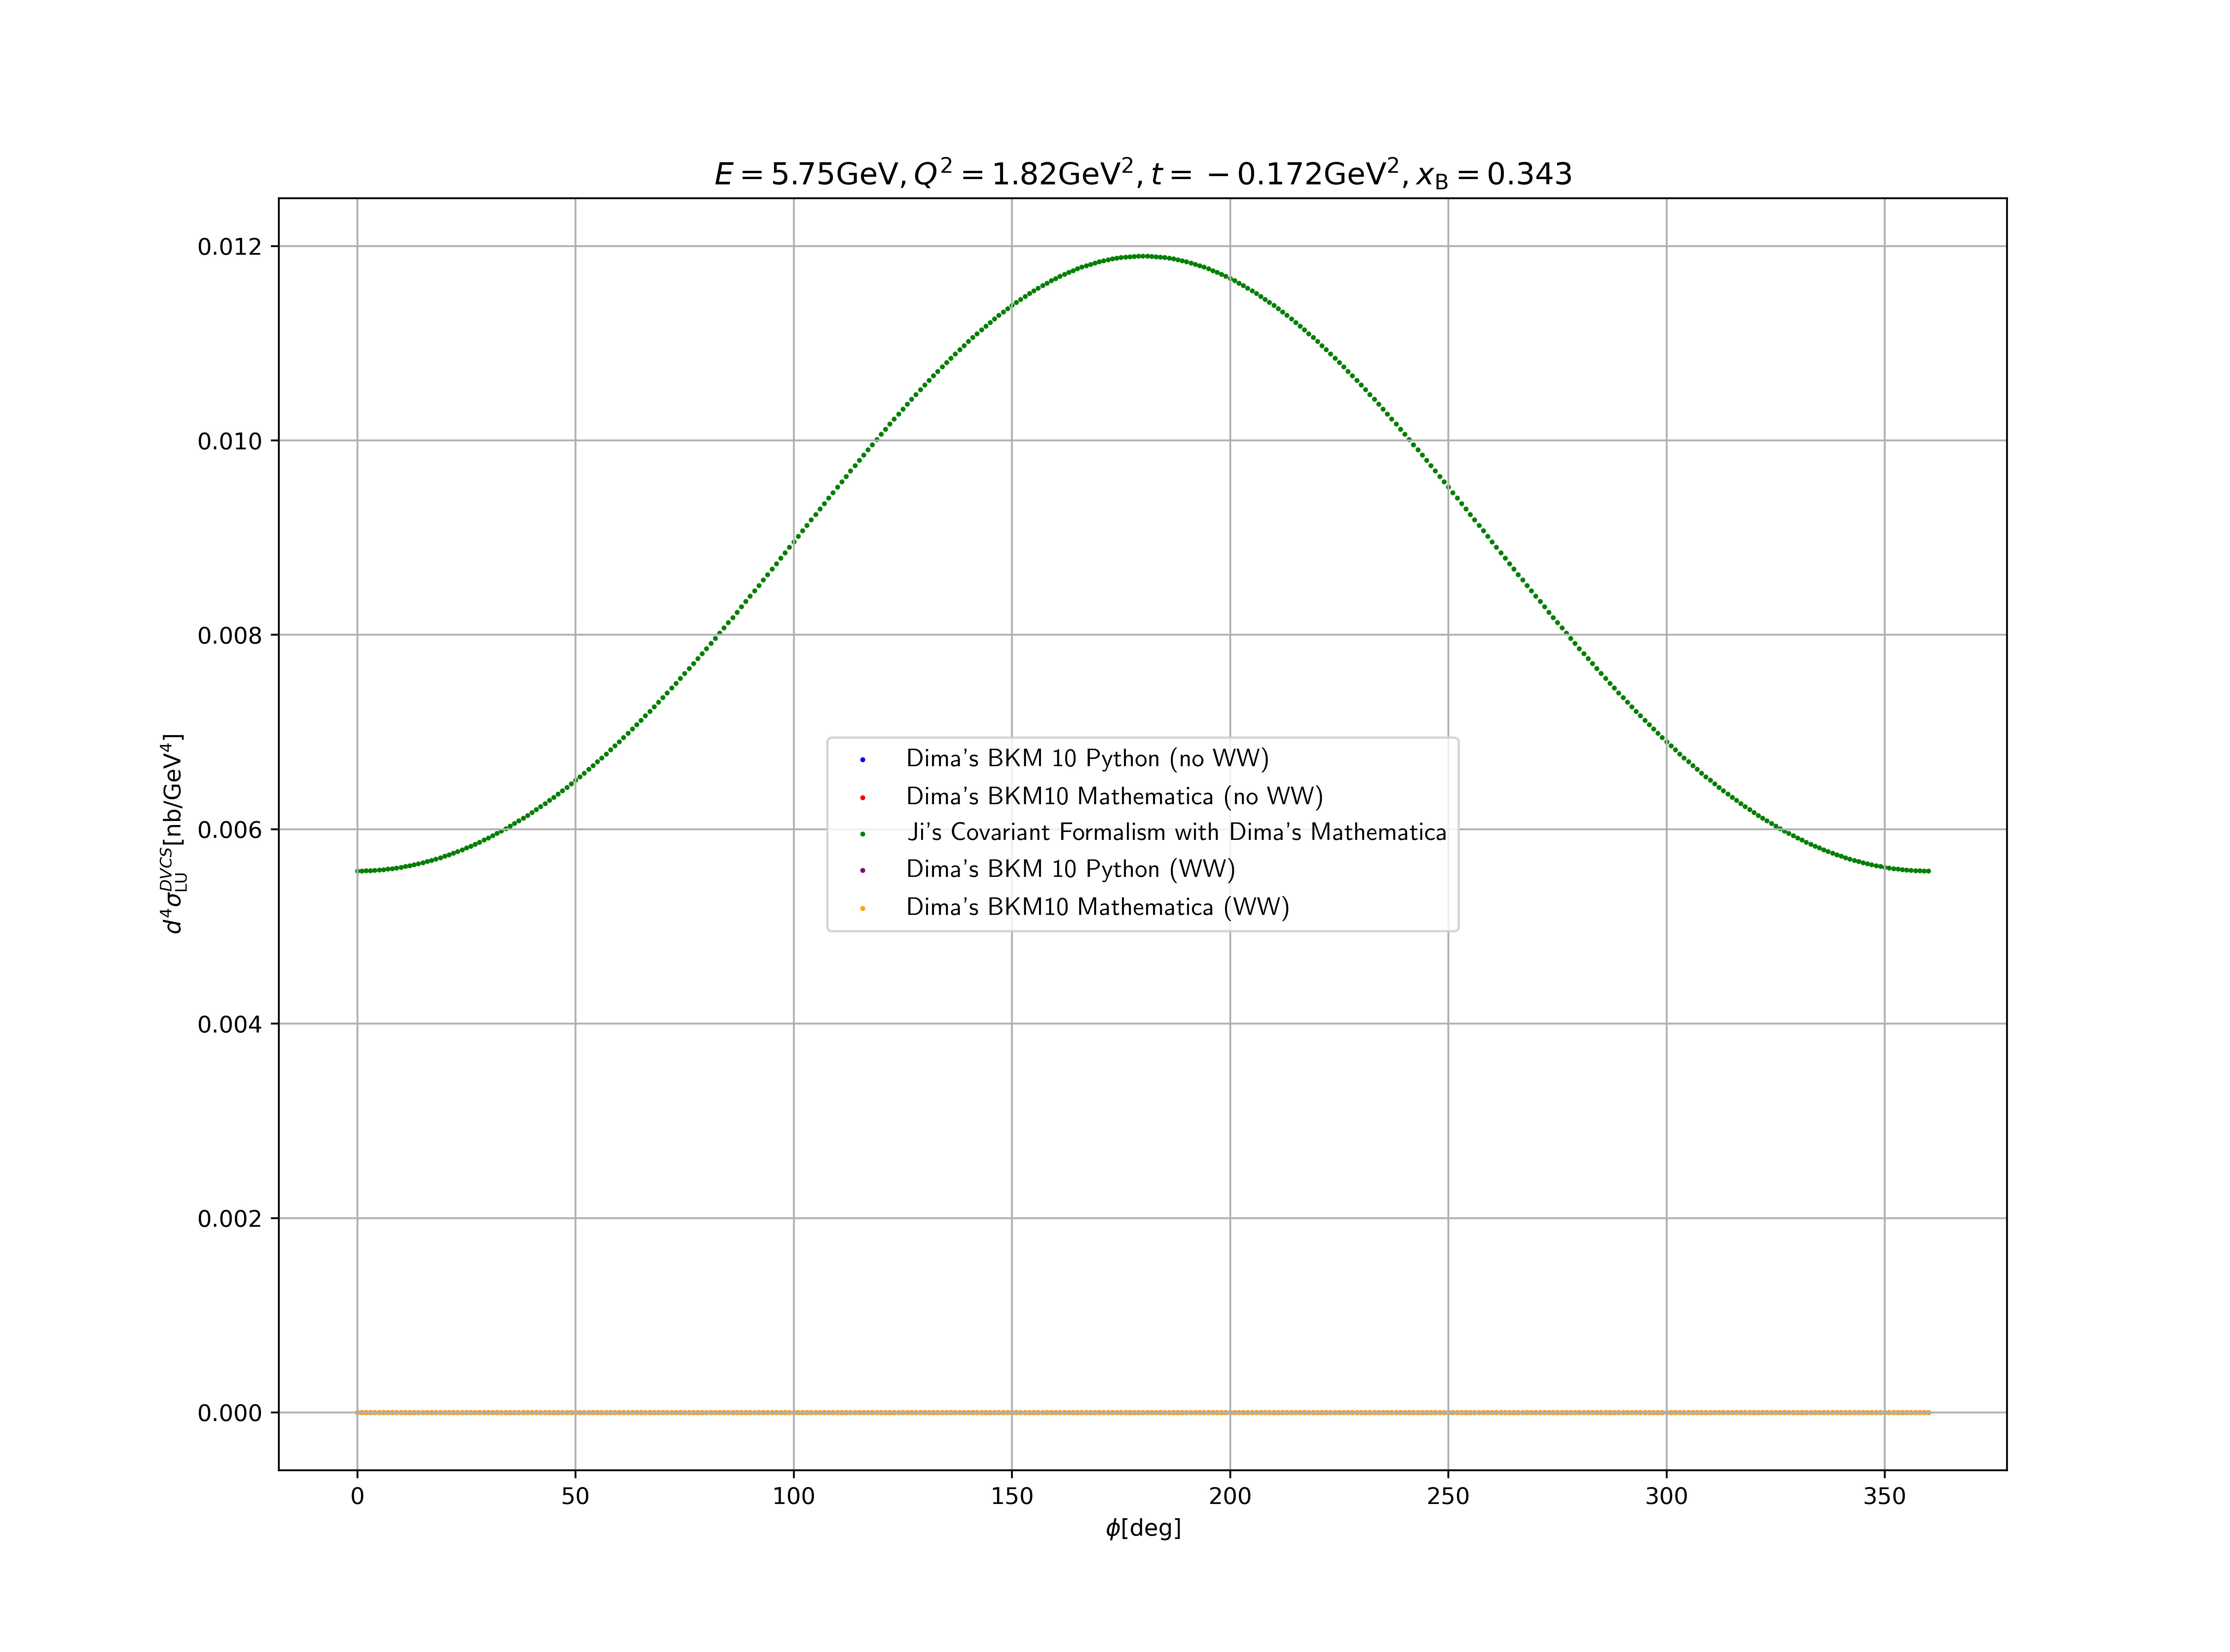 E = 5.75GeV, Q² = 1.82GeV², t = −0.172GeV², x_B = 0.343
0.012
0.010
0.008
0.006
0.004
0.002
0.000
d⁴σ_LU^DVCS [nb/GeV⁴]
Dima's BKM 10 Python (no WW)
Dima's BKM10 Mathematica (no WW)
Ji's Covariant Formalism with Dima's Mathematica
Dima's BKM 10 Python (WW)
Dima's BKM10 Mathematica (WW)
0 50 100 150 200 250 300 350
ϕ[deg]